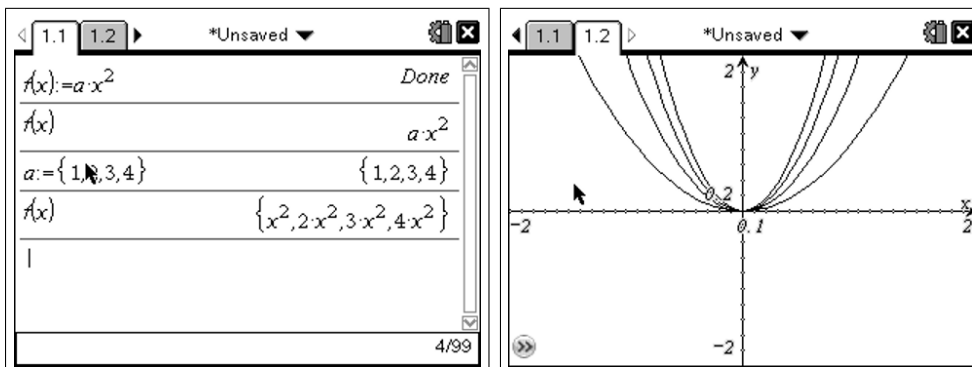 1.1 1.2 *Unsaved
f(x):=a·x² Done
f(x) a·x²
a:={1,2,3,4} {1,2,3,4}
f(x) {x²,2·x²,3·x²,4·x²}
4/99
1.1 1.2 *Unsaved
2 y
0.2
x
-2 0.1 2
-2